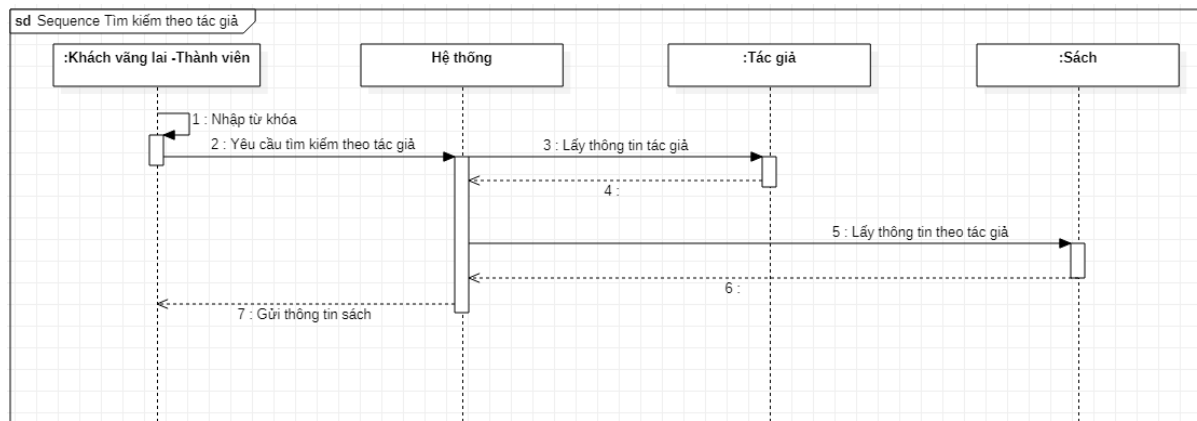 sd Sequence Tìm kiếm theo tác giả
:Khách vãng lai -Thành viên
Hệ thống
:Tác giả
:Sách
1 : Nhập từ khóa
2 : Yêu cầu tìm kiếm theo tác giả
3 : Lấy thông tin tác giả
4 :
5 : Lấy thông tin theo tác giả
6 :
7 : Gửi thông tin sách